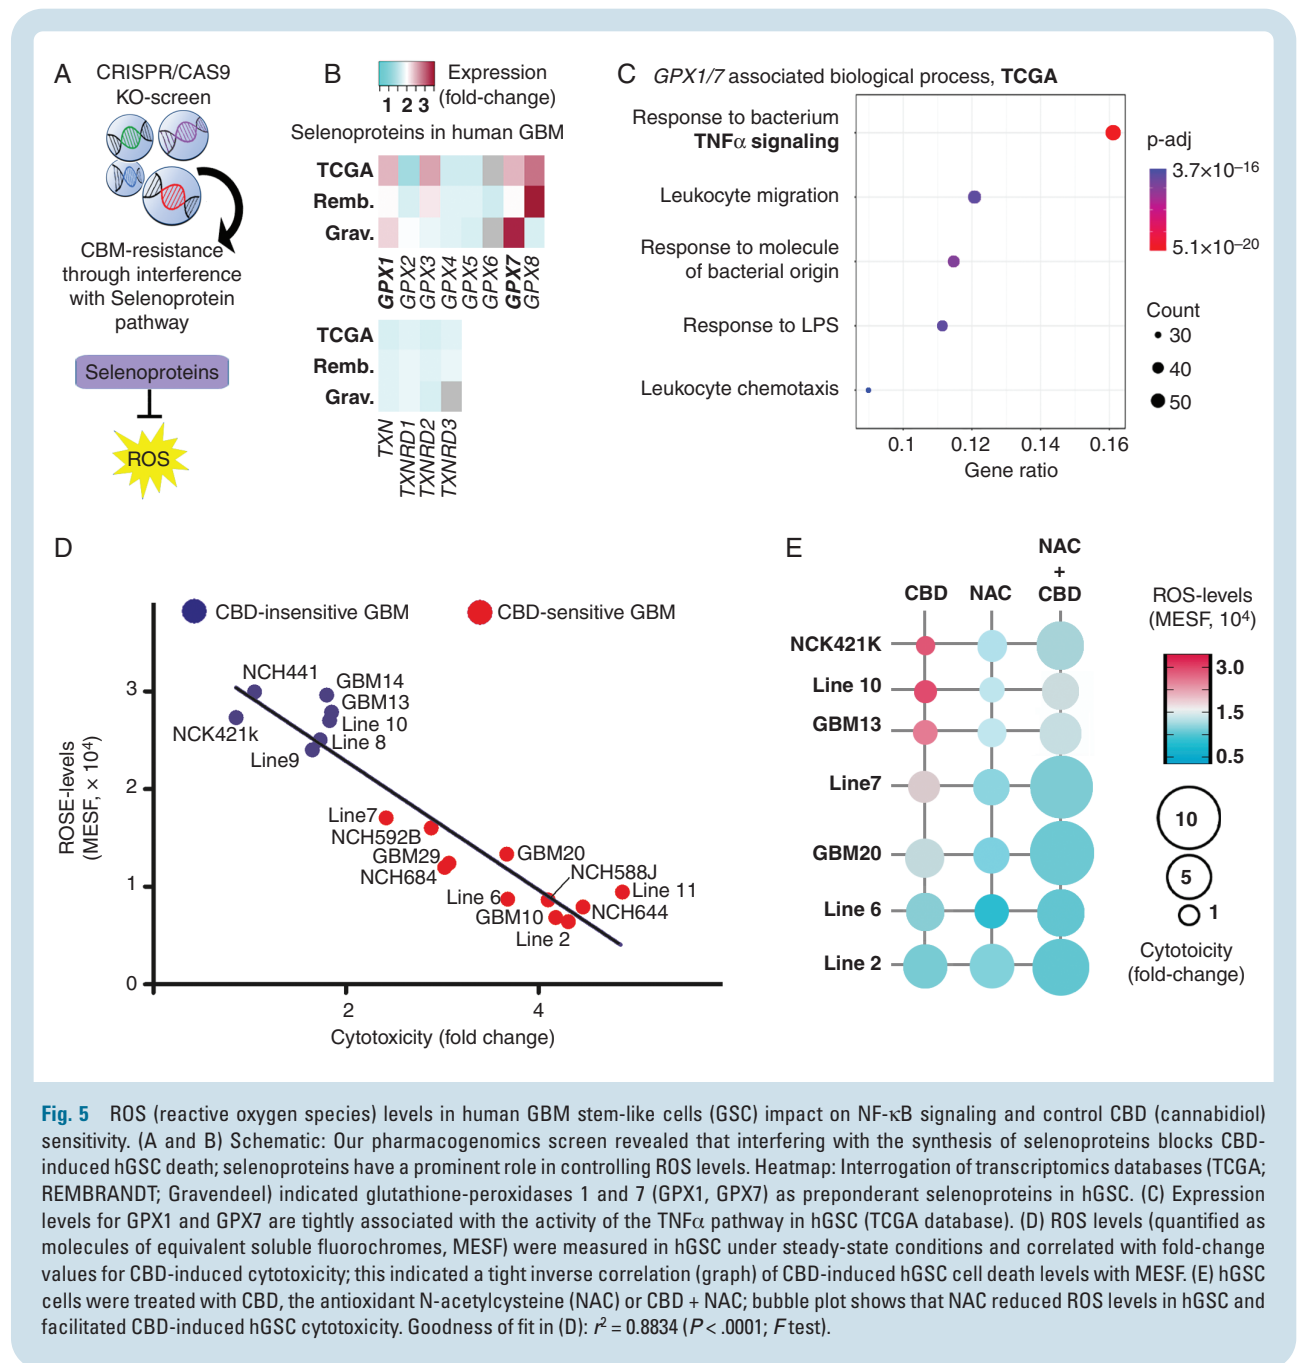 A
CRISPR/CAS9
KO-screen
CBM-resistance
through interference
with Selenoprotein
pathway
Selenoproteins
ROS
B
Expression
(fold-change)
1 2 3
Selenoproteins in human GBM
TCGA
Remb.
Grav.
GPX1
GPX2
GPX3
GPX4
GPX5
GPX6
GPX7
GPX8
TCGA
Remb.
Grav.
TXN
TXNRD1
TXNRD2
TXNRD3
C
GPX1/7 associated biological process, TCGA
Response to bacterium
TNFα signaling
Leukocyte migration
Response to molecule
of bacterial origin
Response to LPS
Leukocyte chemotaxis
0.1 0.12 0.14 0.16
Gene ratio
p-adj
3.7×10–16
5.1×10–20
Count
30
40
50
D
CBD-insensitive GBM
CBD-sensitive GBM
ROSE-levels
(MESF, × 10⁴)
3
2
1
0
2
4
Cytotoxicity (fold change)
NCH441
GBM14
GBM13
NCK421k
Line 10
Line 8
Line9
Line7
NCH592B
GBM29
NCH684
GBM20
NCH588J
Line 6
Line 11
GBM10
NCH644
Line 2
E
CBD
NAC
NAC
+
CBD
NCK421K
Line 10
GBM13
Line7
GBM20
Line 6
Line 2
ROS-levels
(MESF, 10⁴)
3.0
1.5
0.5
10
5
1
Cytotoicity
(fold-change)
Fig. 5 ROS (reactive oxygen species) levels in human GBM stem-like cells (GSC) impact on NF-κB signaling and control CBD (cannabidiol)
sensitivity. (A and B) Schematic: Our pharmacogenomics screen revealed that interfering with the synthesis of selenoproteins blocks CBD-
induced hGSC death; selenoproteins have a prominent role in controlling ROS levels. Heatmap: Interrogation of transcriptomics databases (TCGA;
REMBRANDT; Gravendeel) indicated glutathione-peroxidases 1 and 7 (GPX1, GPX7) as preponderant selenoproteins in hGSC. (C) Expression
levels for GPX1 and GPX7 are tightly associated with the activity of the TNFα pathway in hGSC (TCGA database). (D) ROS levels (quantified as
molecules of equivalent soluble fluorochromes, MESF) were measured in hGSC under steady-state conditions and correlated with fold-change
values for CBD-induced cytotoxicity; this indicated a tight inverse correlation (graph) of CBD-induced hGSC cell death levels with MESF. (E) hGSC
cells were treated with CBD, the antioxidant N-acetylcysteine (NAC) or CBD + NAC; bubble plot shows that NAC reduced ROS levels in hGSC and
facilitated CBD-induced hGSC cytotoxicity. Goodness of fit in (D): r² = 0.8834 (P < .0001; F test).